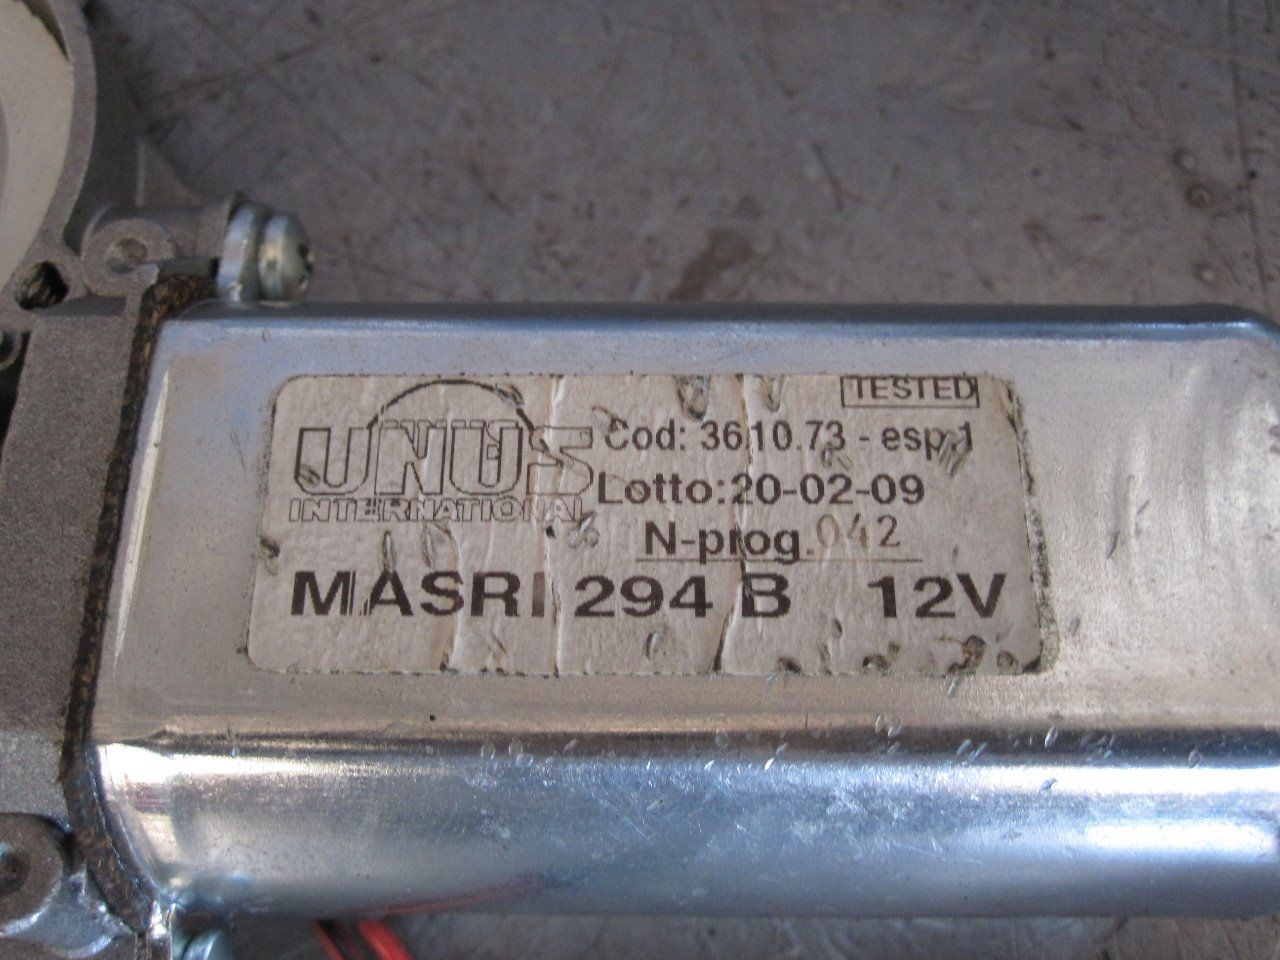 TESTED
UNUS
INTERNATIONAL
Cod: 36.10.73 - esp.1
Lotto: 20-02-09
N-prog. 042
MASRI 294 B 12V